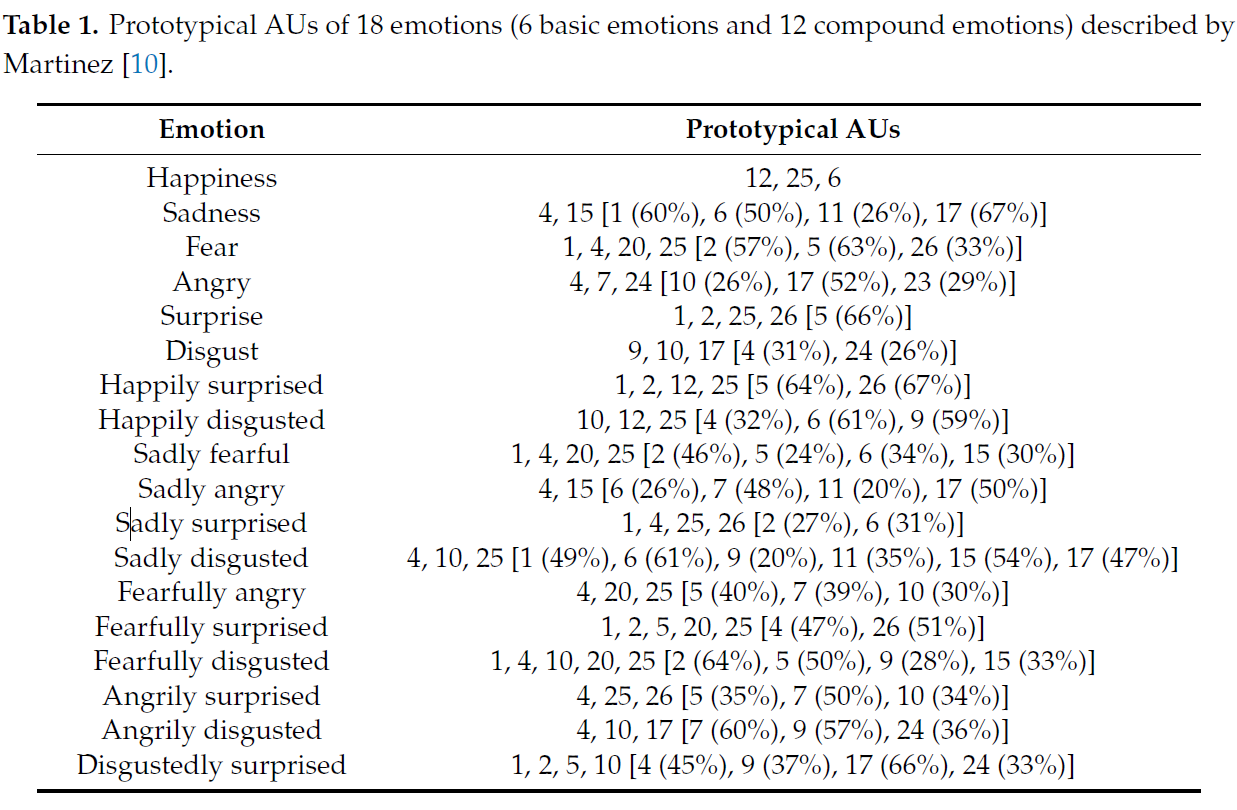 Table 1. Prototypical AUs of 18 emotions (6 basic emotions and 12 compound emotions) described by
Martinez [10].
Emotion Prototypical AUs
Happiness 12, 25, 6
Sadness 4, 15 [1 (60%), 6 (50%), 11 (26%), 17 (67%)]
Fear 1, 4, 20, 25 [2 (57%), 5 (63%), 26 (33%)]
Angry 4, 7, 24 [10 (26%), 17 (52%), 23 (29%)]
Surprise 1, 2, 25, 26 [5 (66%)]
Disgust 9, 10, 17 [4 (31%), 24 (26%)]
Happily surprised 1, 2, 12, 25 [5 (64%), 26 (67%)]
Happily disgusted 10, 12, 25 [4 (32%), 6 (61%), 9 (59%)]
Sadly fearful 1, 4, 20, 25 [2 (46%), 5 (24%), 6 (34%), 15 (30%)]
Sadly angry 4, 15 [6 (26%), 7 (48%), 11 (20%), 17 (50%)]
Sadly surprised 1, 4, 25, 26 [2 (27%), 6 (31%)]
Sadly disgusted 4, 10, 25 [1 (49%), 6 (61%), 9 (20%), 11 (35%), 15 (54%), 17 (47%)]
Fearfully angry 4, 20, 25 [5 (40%), 7 (39%), 10 (30%)]
Fearfully surprised 1, 2, 5, 20, 25 [4 (47%), 26 (51%)]
Fearfully disgusted 1, 4, 10, 20, 25 [2 (64%), 5 (50%), 9 (28%), 15 (33%)]
Angrily surprised 4, 25, 26 [5 (35%), 7 (50%), 10 (34%)]
Angrily disgusted 4, 10, 17 [7 (60%), 9 (57%), 24 (36%)]
Disgustedly surprised 1, 2, 5, 10 [4 (45%), 9 (37%), 17 (66%), 24 (33%)]